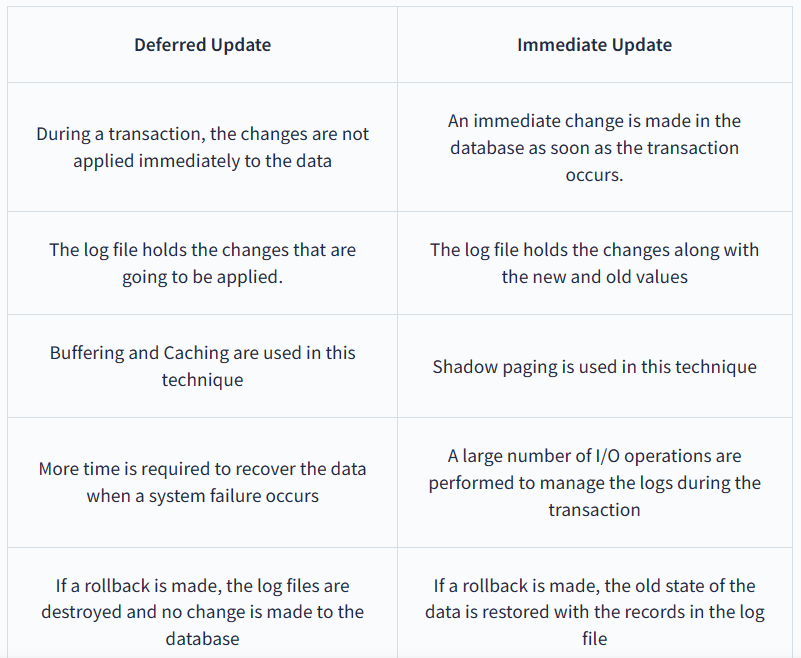 Deferred Update
Immediate Update
During a transaction, the changes are not
applied immediately to the data
An immediate change is made in the
database as soon as the transaction
occurs.
The log file holds the changes that are
going to be applied.
The log file holds the changes along with
the new and old values
Buffering and Caching are used in this
technique
Shadow paging is used in this technique
More time is required to recover the data
when a system failure occurs
A large number of I/O operations are
performed to manage the logs during the
transaction
If a rollback is made, the log files are
destroyed and no change is made to the
database
If a rollback is made, the old state of the
data is restored with the records in the log
file